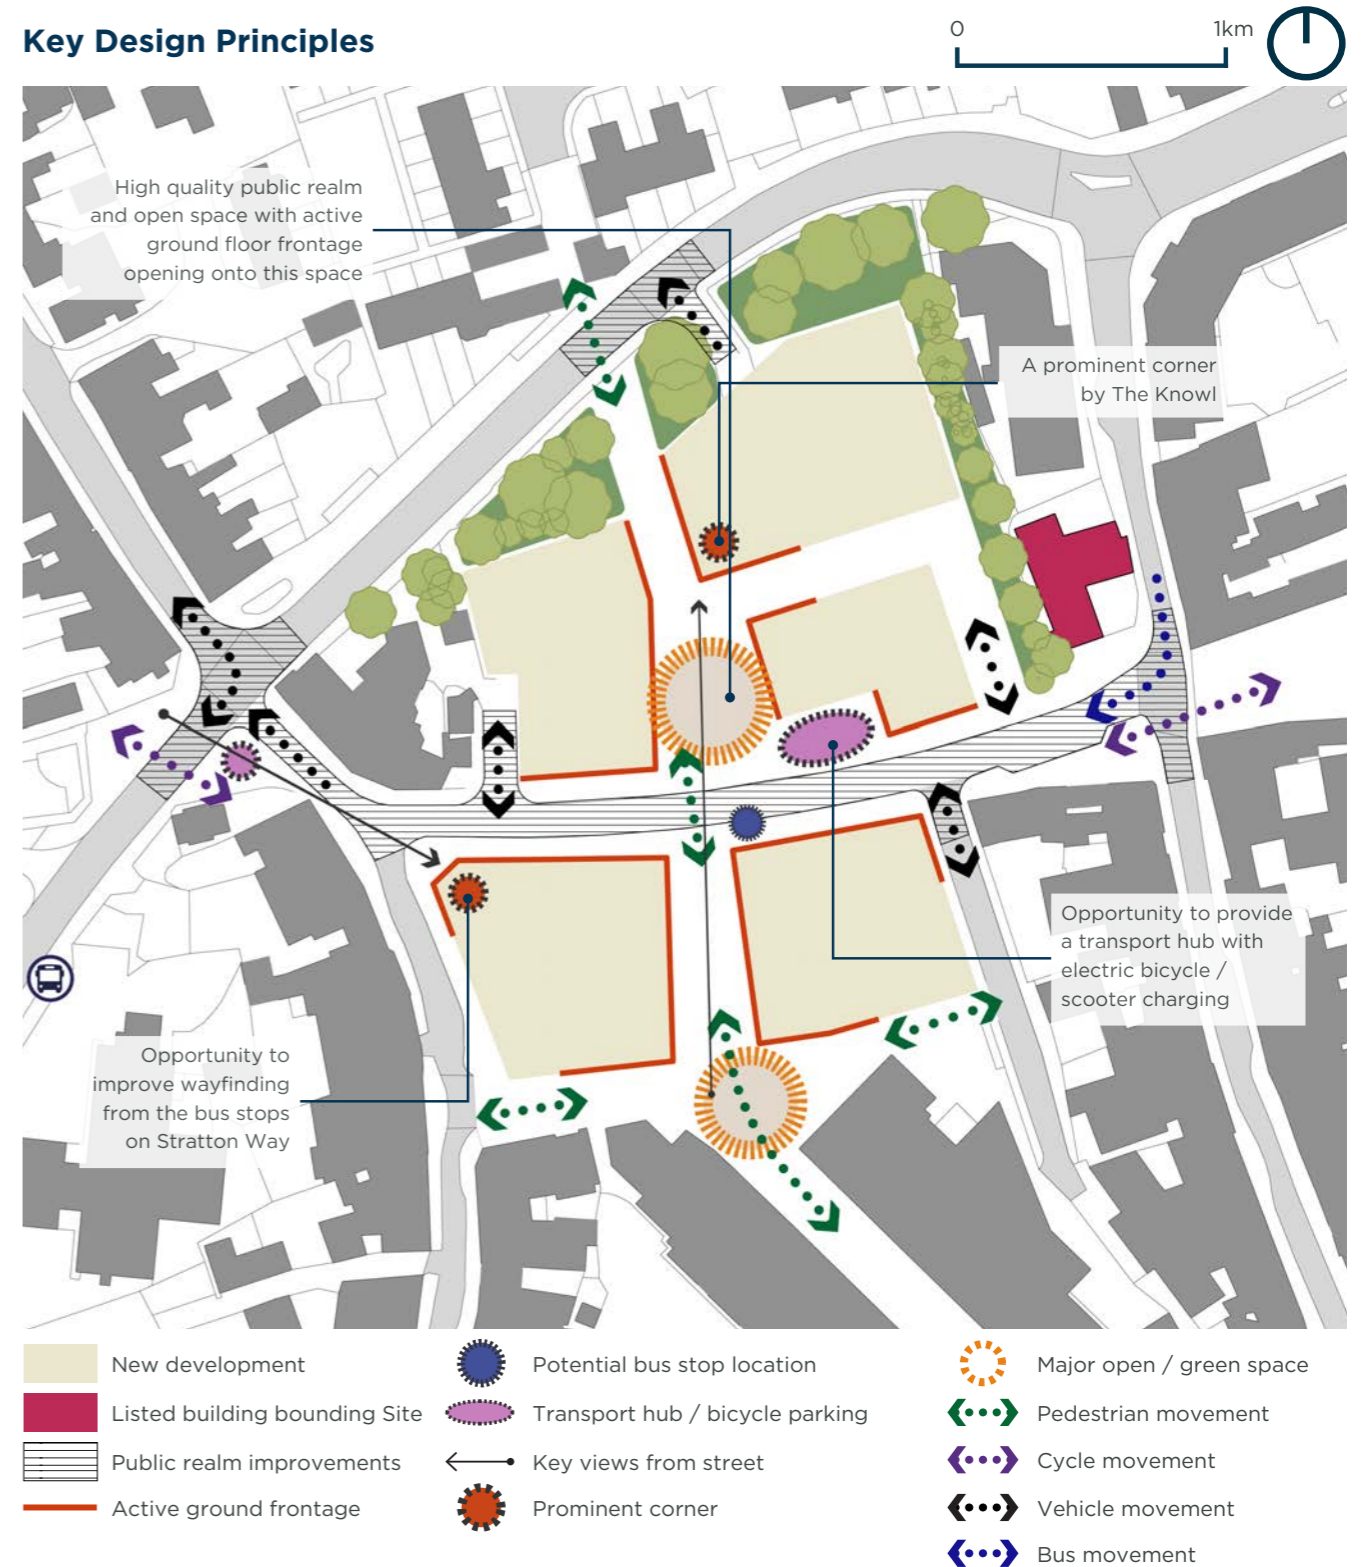 Key Design Principles
0
1km
High quality public realm
and open space with active
ground floor frontage
opening onto this space
A prominent corner
by The Knowl
Opportunity to provide
a transport hub with
electric bicycle /
scooter charging
Opportunity to
improve wayfinding
from the bus stops
on Stratton Way
New development
Listed building bounding Site
Public realm improvements
Active ground frontage
Potential bus stop location
Transport hub / bicycle parking
Key views from street
Prominent corner
Major open / green space
Pedestrian movement
Cycle movement
Vehicle movement
Bus movement